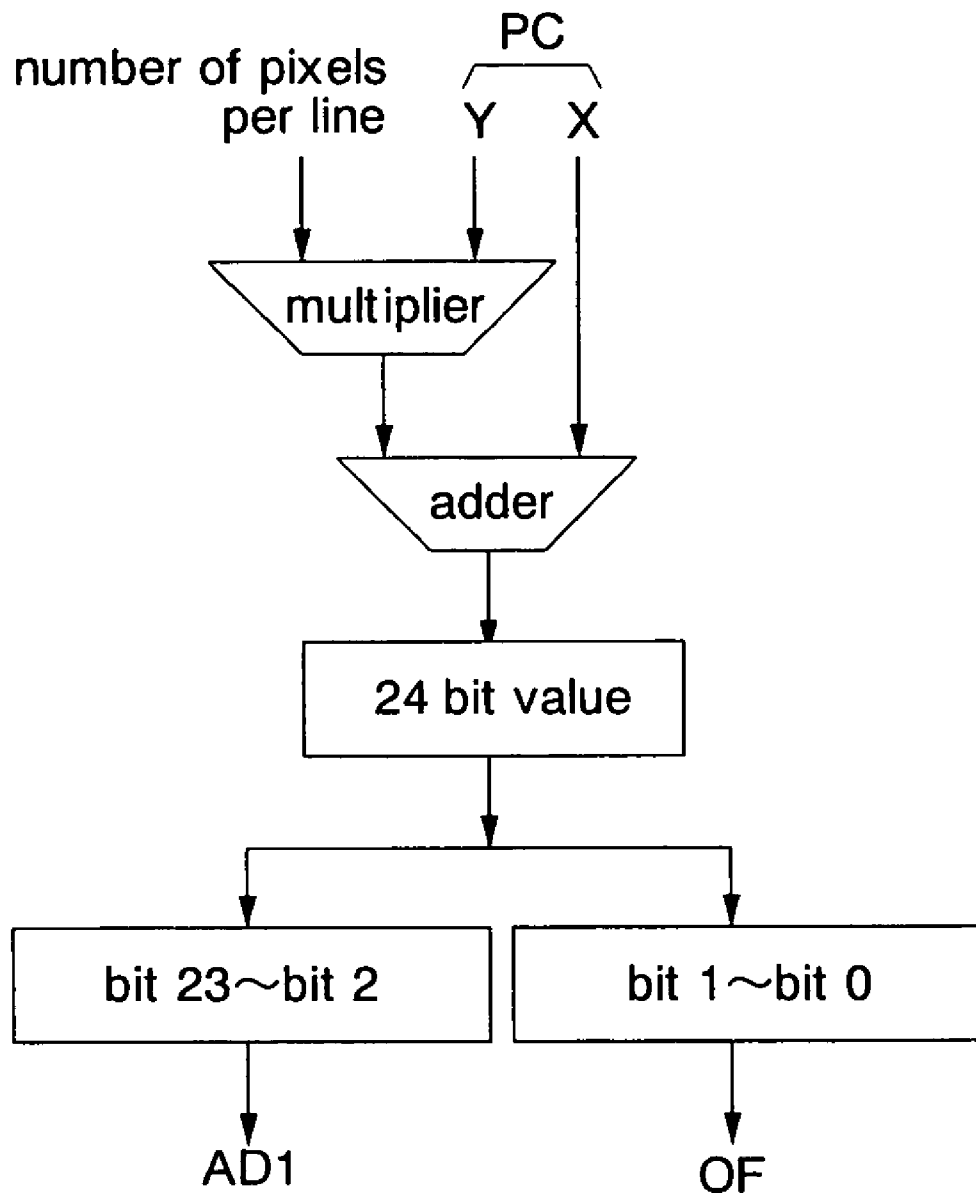 PC
number of pixels
per line
Y X
multiplier
adder
24 bit value
bit 23～bit 2
bit 1～bit 0
AD1
OF